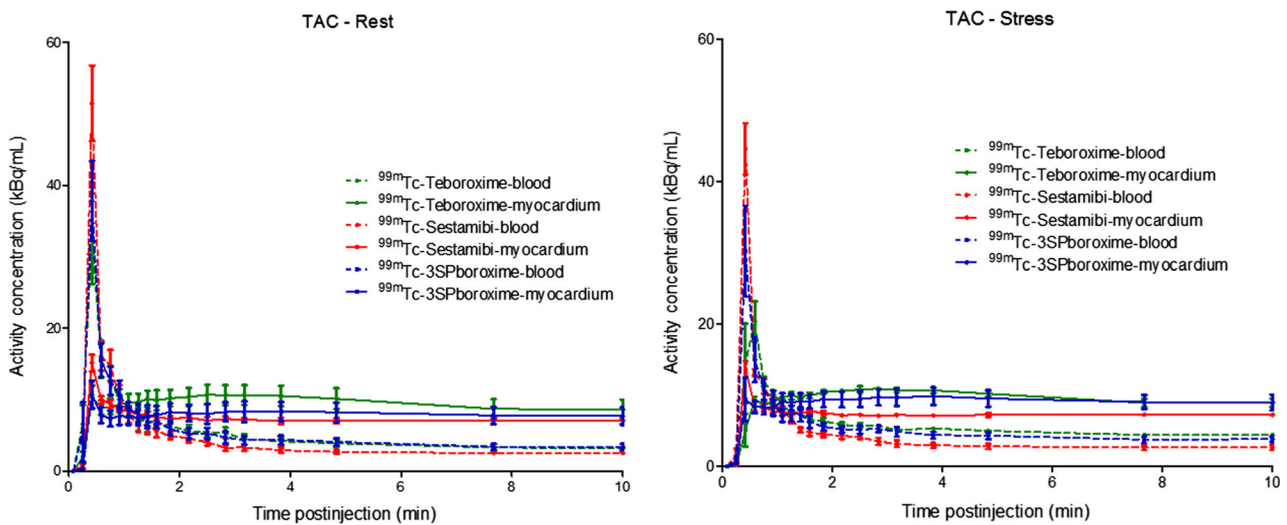 TAC - Rest
60
40
20
0
Activity concentration (kBq/mL)
⁹⁹ᵐTc-Teboroxime-blood
⁹⁹ᵐTc-Teboroxime-myocardium
⁹⁹ᵐTc-Sestamibi-blood
⁹⁹ᵐTc-Sestamibi-myocardium
⁹⁹ᵐTc-3SPboroxime-blood
⁹⁹ᵐTc-3SPboroxime-myocardium
0 2 4 6 8 10
Time postinjection (min)
TAC - Stress
60
40
20
0
Activity concentration (kBq/mL)
⁹⁹ᵐTc-Teboroxime-blood
⁹⁹ᵐTc-Teboroxime-myocardium
⁹⁹ᵐTc-Sestamibi-blood
⁹⁹ᵐTc-Sestamibi-myocardium
⁹⁹ᵐTc-3SPboroxime-blood
⁹⁹ᵐTc-3SPboroxime-myocardium
0 2 4 6 8 10
Time postinjection (min)